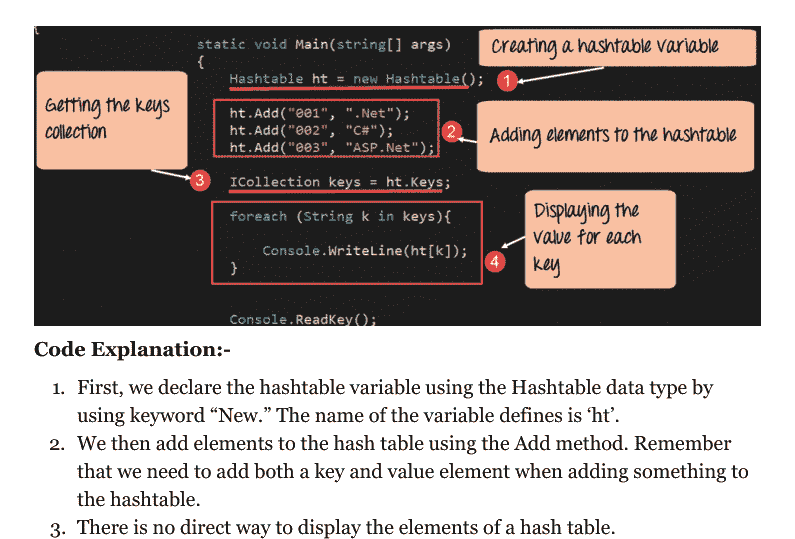 {
static void Main(string[] args)
Creating a hashtable variable
{
Hashtable ht = new Hashtable();
1
Getting the keys
collection
ht.Add("001", ".Net");
ht.Add("002", "C#");
2
Adding elements to the hashtable
ht.Add("003", "ASP.Net");
3
ICollection keys = ht.Keys;
foreach (String k in keys){
Displaying the
value for each
key
Console.WriteLine(ht[k]);
4
}
Console.ReadKey();
Code Explanation:-
1. First, we declare the hashtable variable using the Hashtable data type by
using keyword “New.” The name of the variable defines is ‘ht’.
2. We then add elements to the hash table using the Add method. Remember
that we need to add both a key and value element when adding something to
the hashtable.
3. There is no direct way to display the elements of a hash table.